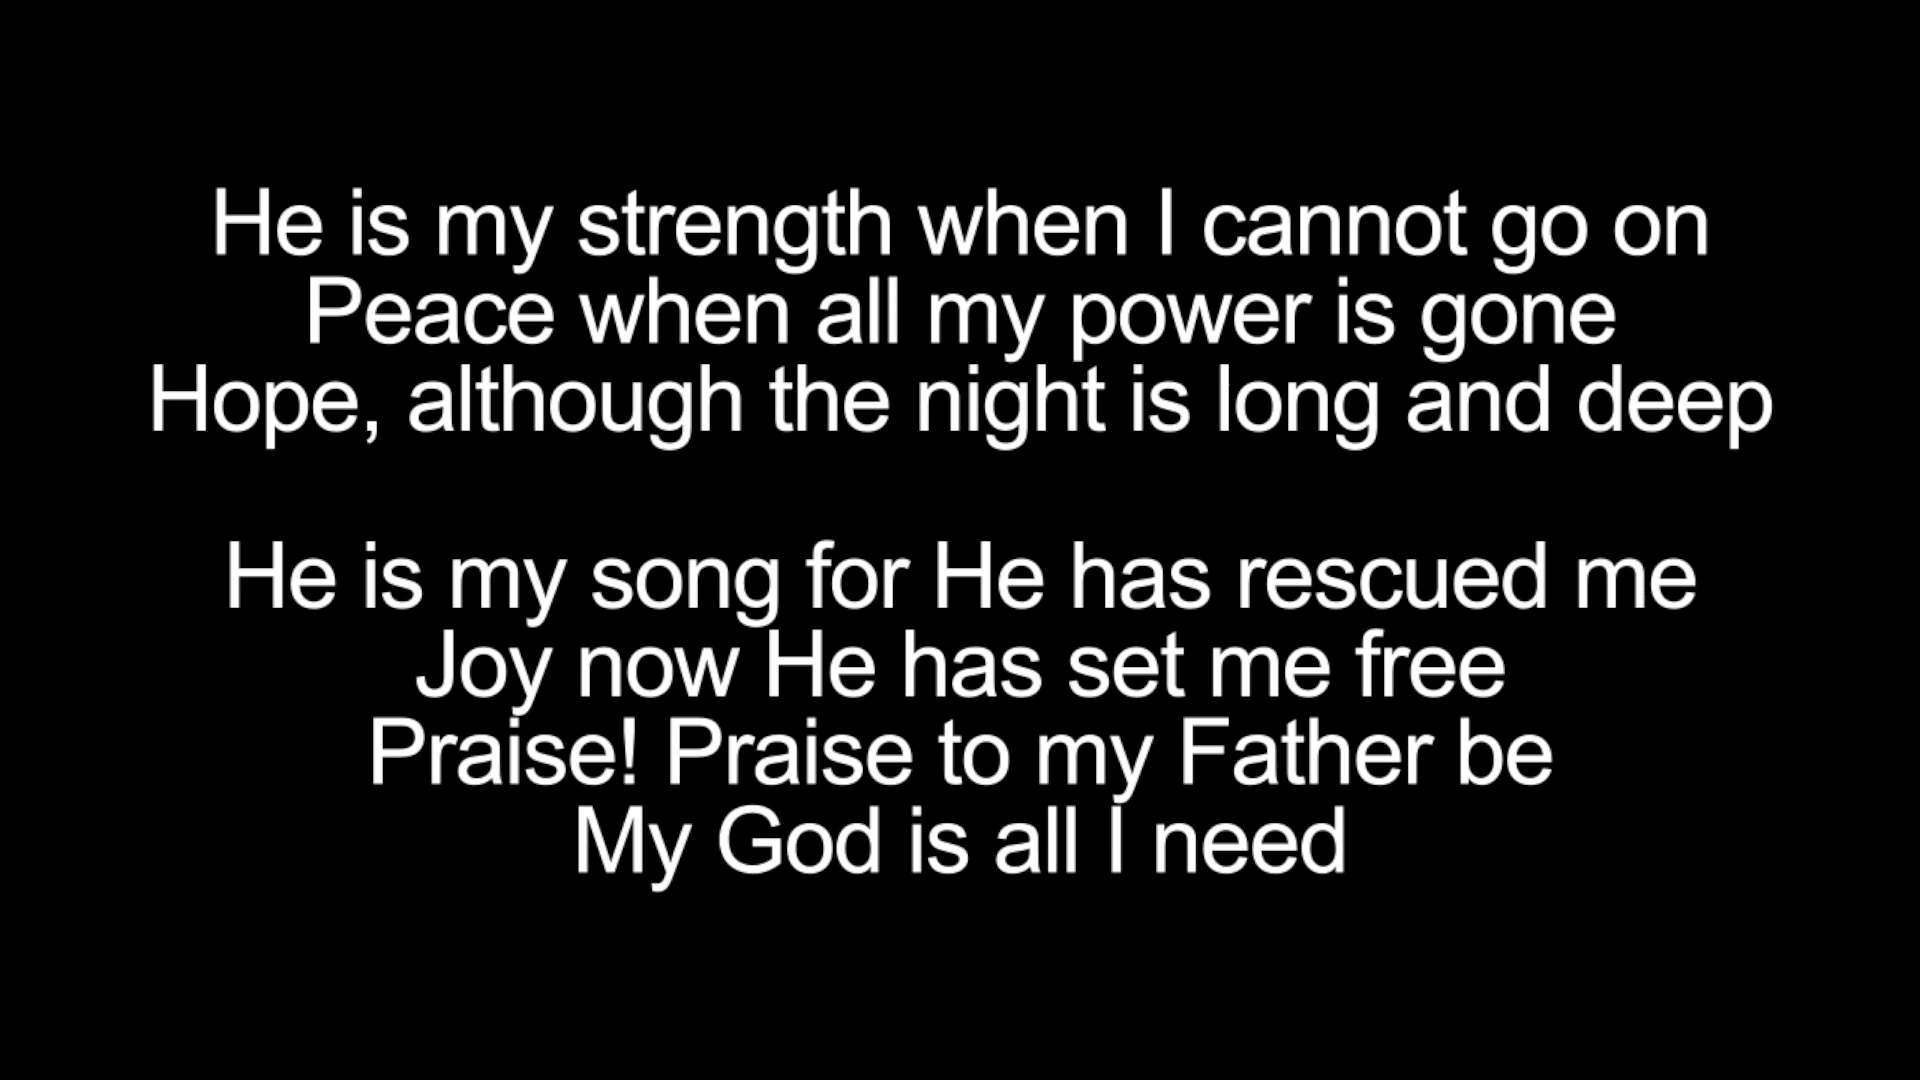 He is my strength when I cannot go on
Peace when all my power is gone
Hope, although the night is long and deep
He is my song for He has rescued me
Joy now He has set me free
Praise! Praise to my Father be
My God is all I need